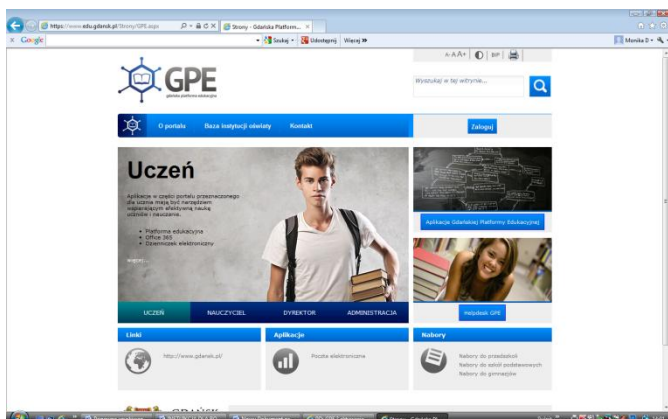 https://www.edu.gdansk.pl/Strony/GPE.aspx
Strony - Gdańska Platform...
x Google
Szukaj
Udostępnij
Więcej >>
Monika D
A A A+
BIP
GPE
gdańska platforma edukacyjna
Wyszukaj w tej witrynie...
O portalu
Baza instytucji oświaty
Kontakt
Zaloguj
Uczeń
Aplikacje w części portalu przeznaczonego
dla ucznia mają być narzędziem
wspierającym efektywną naukę
uczniów i nauczanie.
• Platforma edukacyjna
• Office 365
• Dzienniczek elektroniczny
więcej...
Aplikacje Gdańskiej Platformy Edukacyjnej
Helpdesk GPE
UCZEŃ
NAUCZYCIEL
DYREKTOR
ADMINISTRACJA
Linki
Aplikacje
Nabory
http://www.gdansk.pl/
Poczta elektroniczna
Nabory do przedszkoli
Nabory do szkół podstawowych
Nabory do gimnazjów